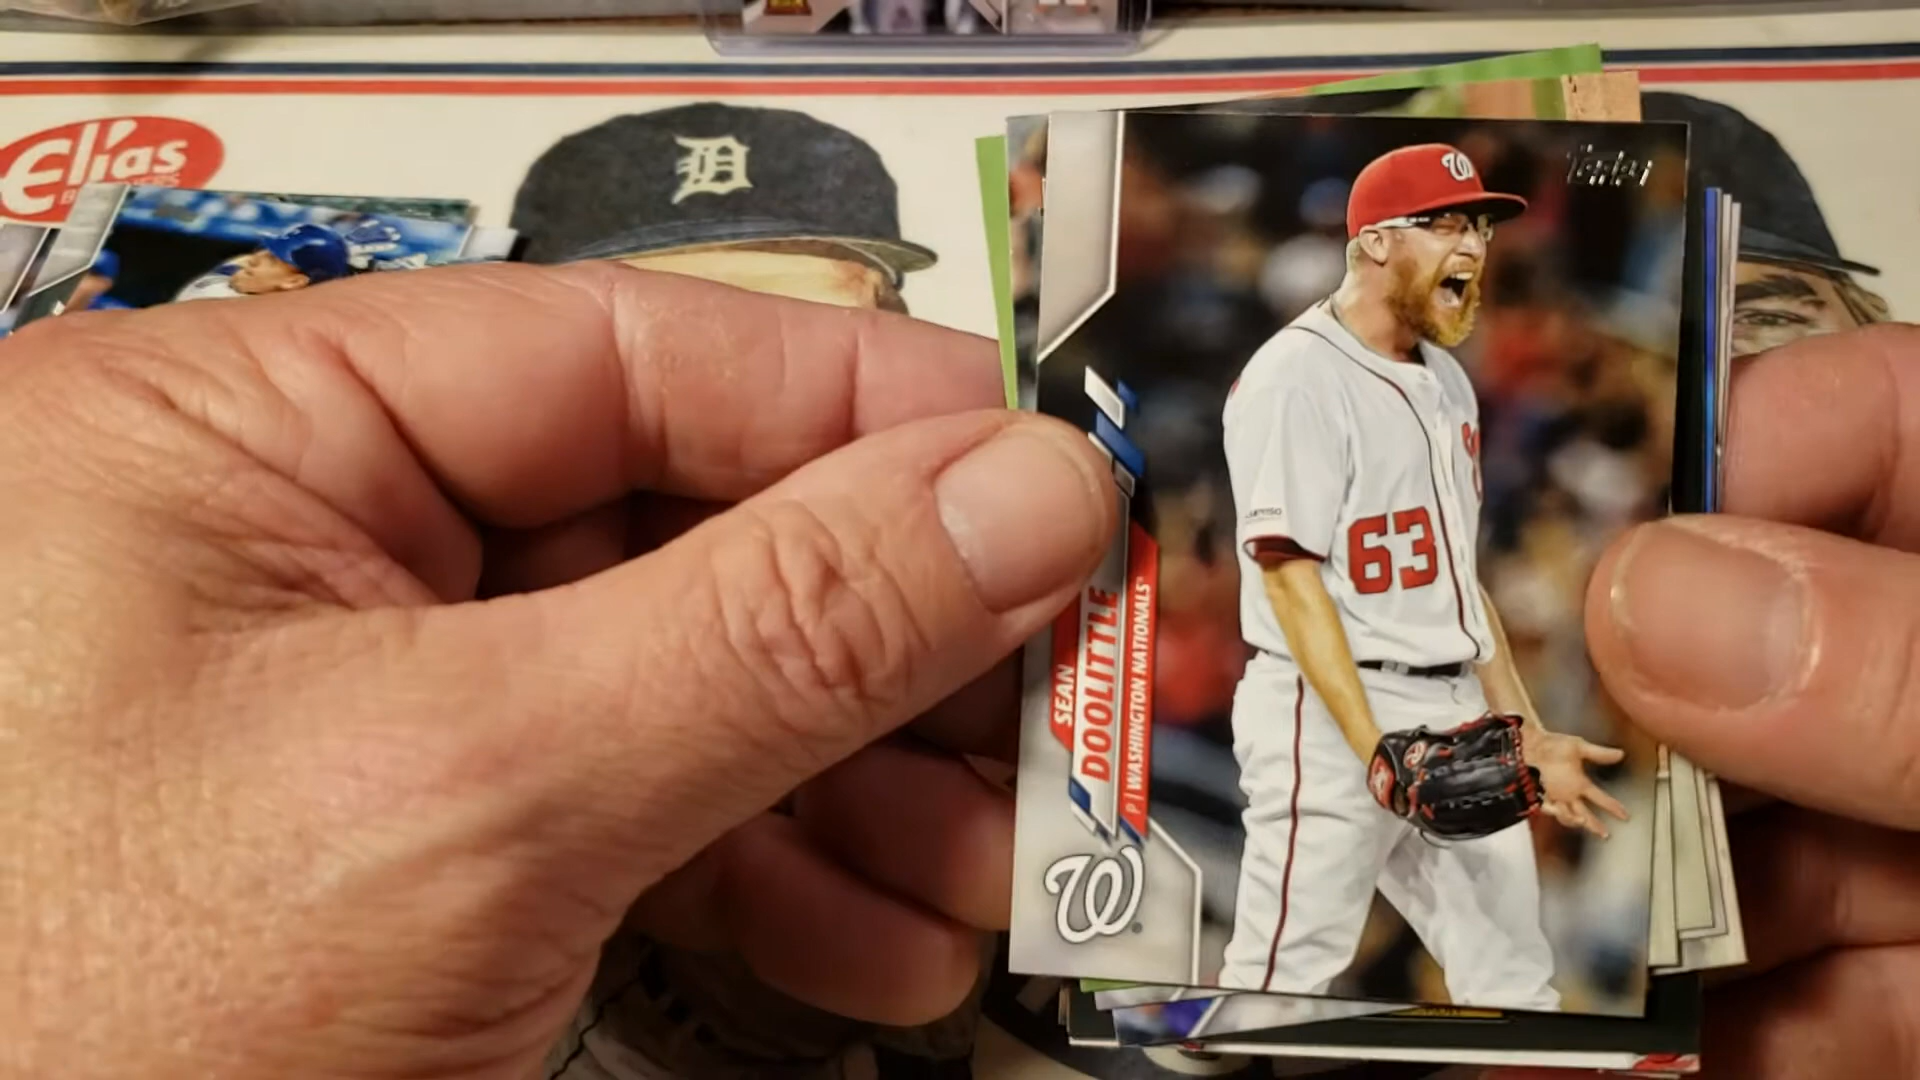 Elias
D
W
Topps
63
SEAN
DOOLITTLE
P | WASHINGTON NATIONALS
W